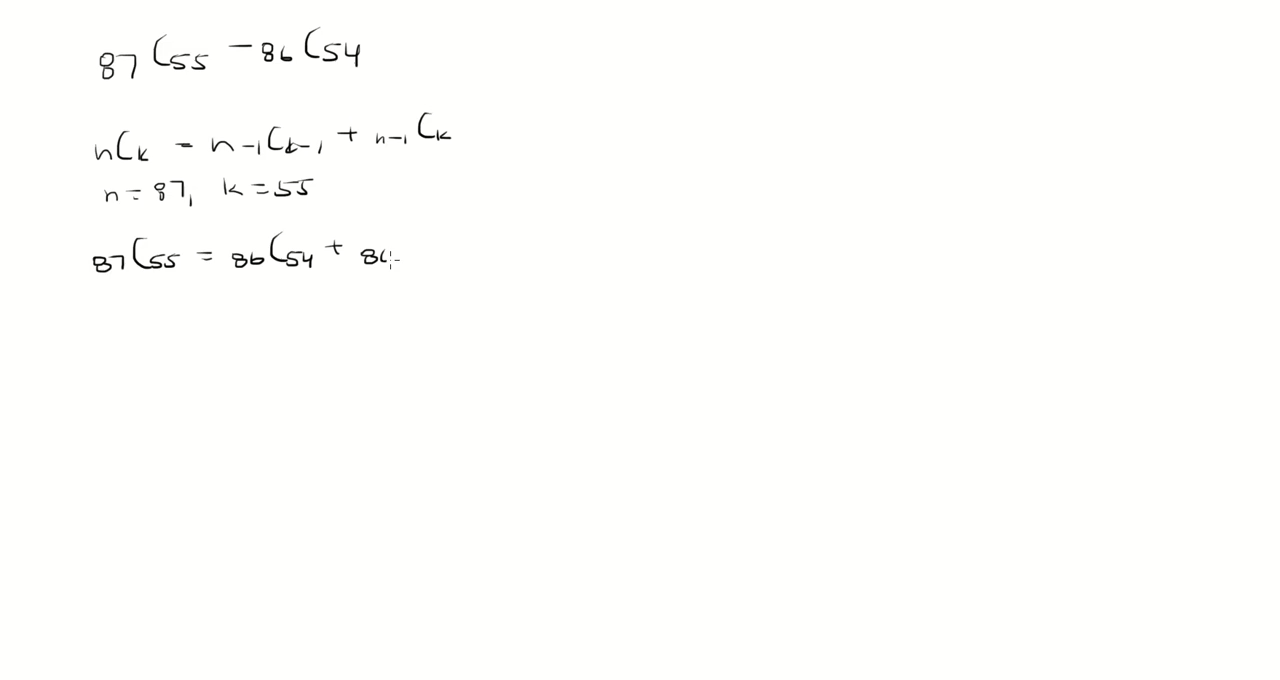 87C55 - 86C54
nCk = n-1Ck-1 + n-1Ck
n = 87, k = 55
87C55 = 86C54 + 86